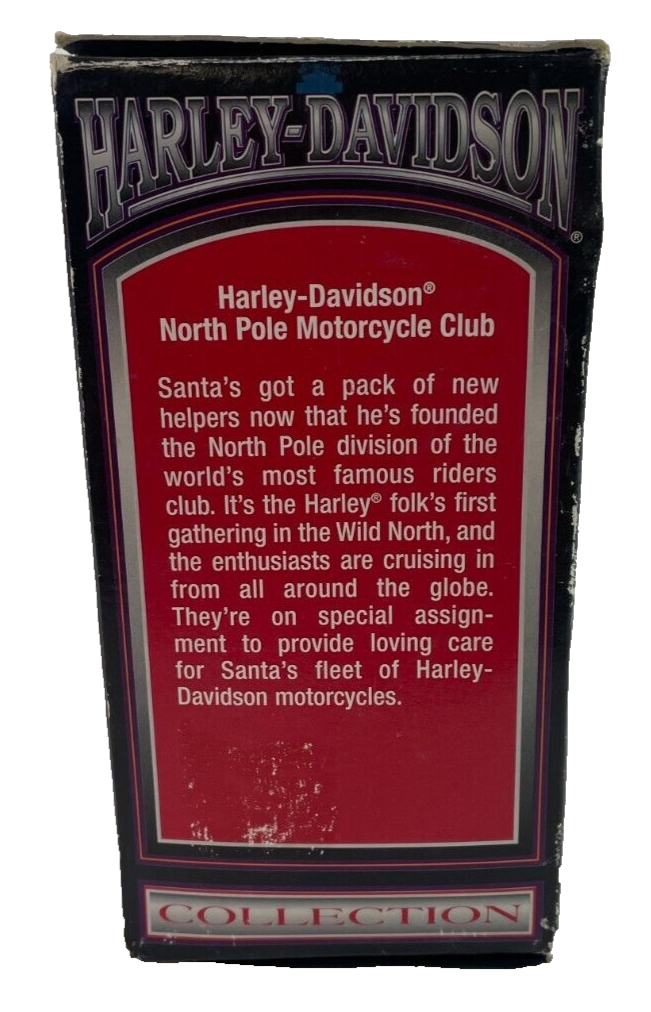 HARLEY-DAVIDSON
®
Harley-Davidson®
North Pole Motorcycle Club
Santa's got a pack of new
helpers now that he's founded
the North Pole division of the
world's most famous riders
club. It's the Harley® folk's first
gathering in the Wild North, and
the enthusiasts are cruising in
from all around the globe.
They're on special assign-
ment to provide loving care
for Santa's fleet of Harley-
Davidson motorcycles.
COLLECTION